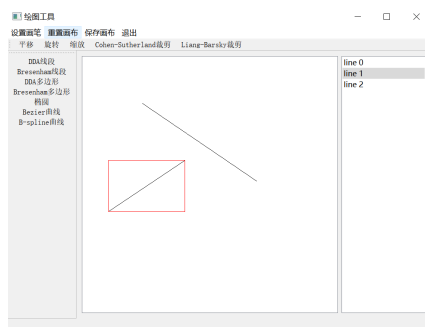 绘图工具
设置画笔 重置画布 保存画布 退出
平移 旋转 缩放 Cohen-Sutherland裁剪 Liang-Barsky裁剪
DDA线段
Bresenham线段
DDA多边形
Bresenham多边形
椭圆
Bezier曲线
B-spline曲线
line 0
line 1
line 2